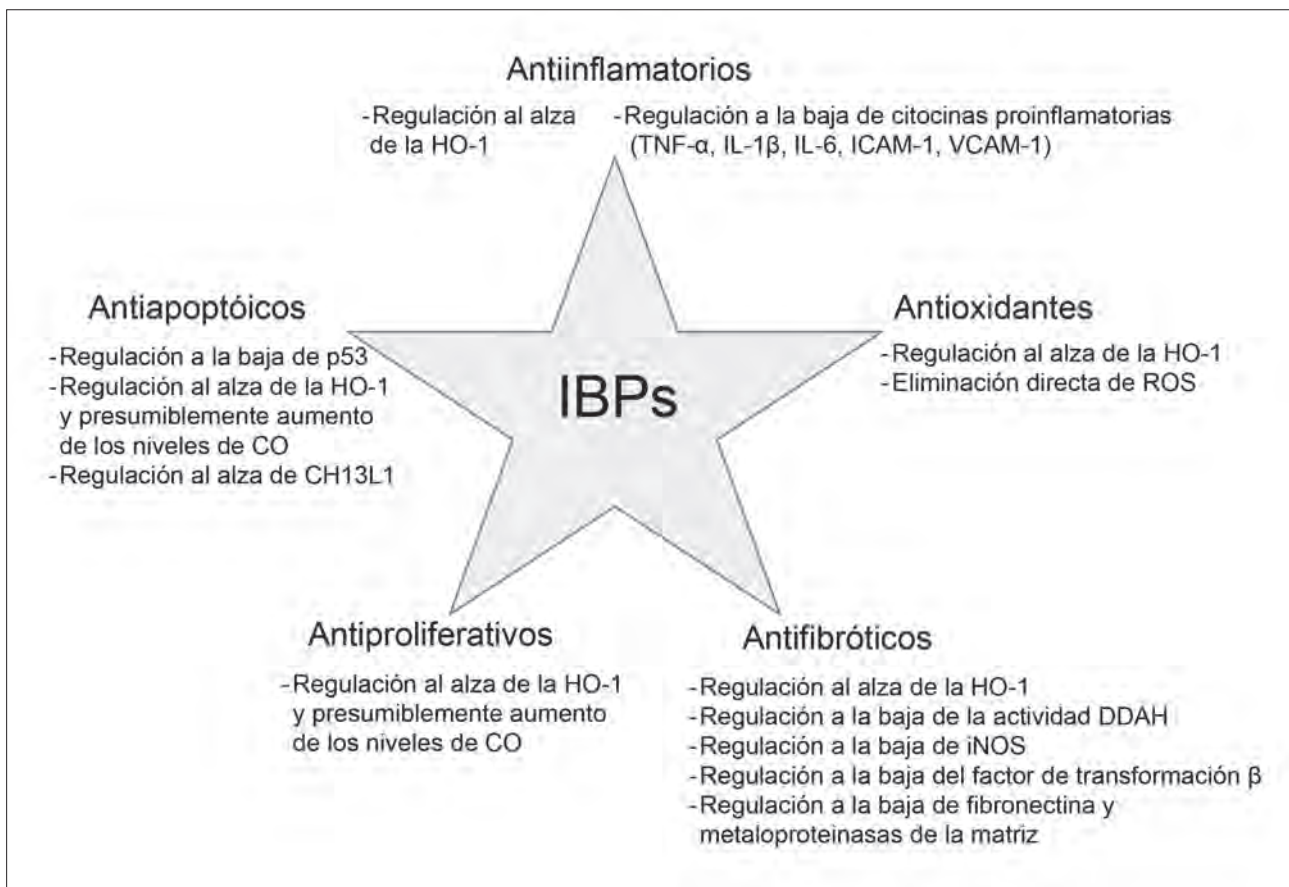 Antiinflamatorios
-Regulación al alza
de la HO-1
-Regulación a la baja de citocinas proinflamatorias
(TNF-α, IL-1β, IL-6, ICAM-1, VCAM-1)
Antiapoptóicos
-Regulación a la baja de p53
-Regulación al alza de la HO-1
y presumiblemente aumento
de los niveles de CO
-Regulación al alza de CH13L1
IBPs
Antioxidantes
-Regulación al alza de la HO-1
-Eliminación directa de ROS
Antiproliferativos
-Regulación al alza de la HO-1
y presumiblemente aumento
de los niveles de CO
Antifibróticos
-Regulación al alza de la HO-1
-Regulación a la baja de la actividad DDAH
-Regulación a la baja de iNOS
-Regulación a la baja del factor de transformación β
-Regulación a la baja de fibronectina y
metaloproteinasas de la matriz